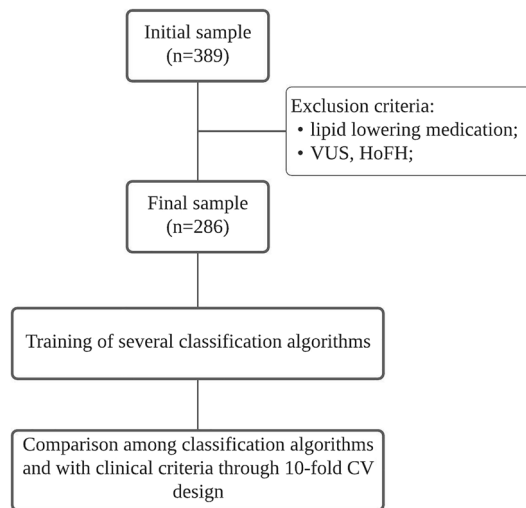 Initial sample
(n=389)
Exclusion criteria:
• lipid lowering medication;
• VUS, HoFH;
Final sample
(n=286)
Training of several classification algorithms
Comparison among classification algorithms
and with clinical criteria through 10-fold CV
design